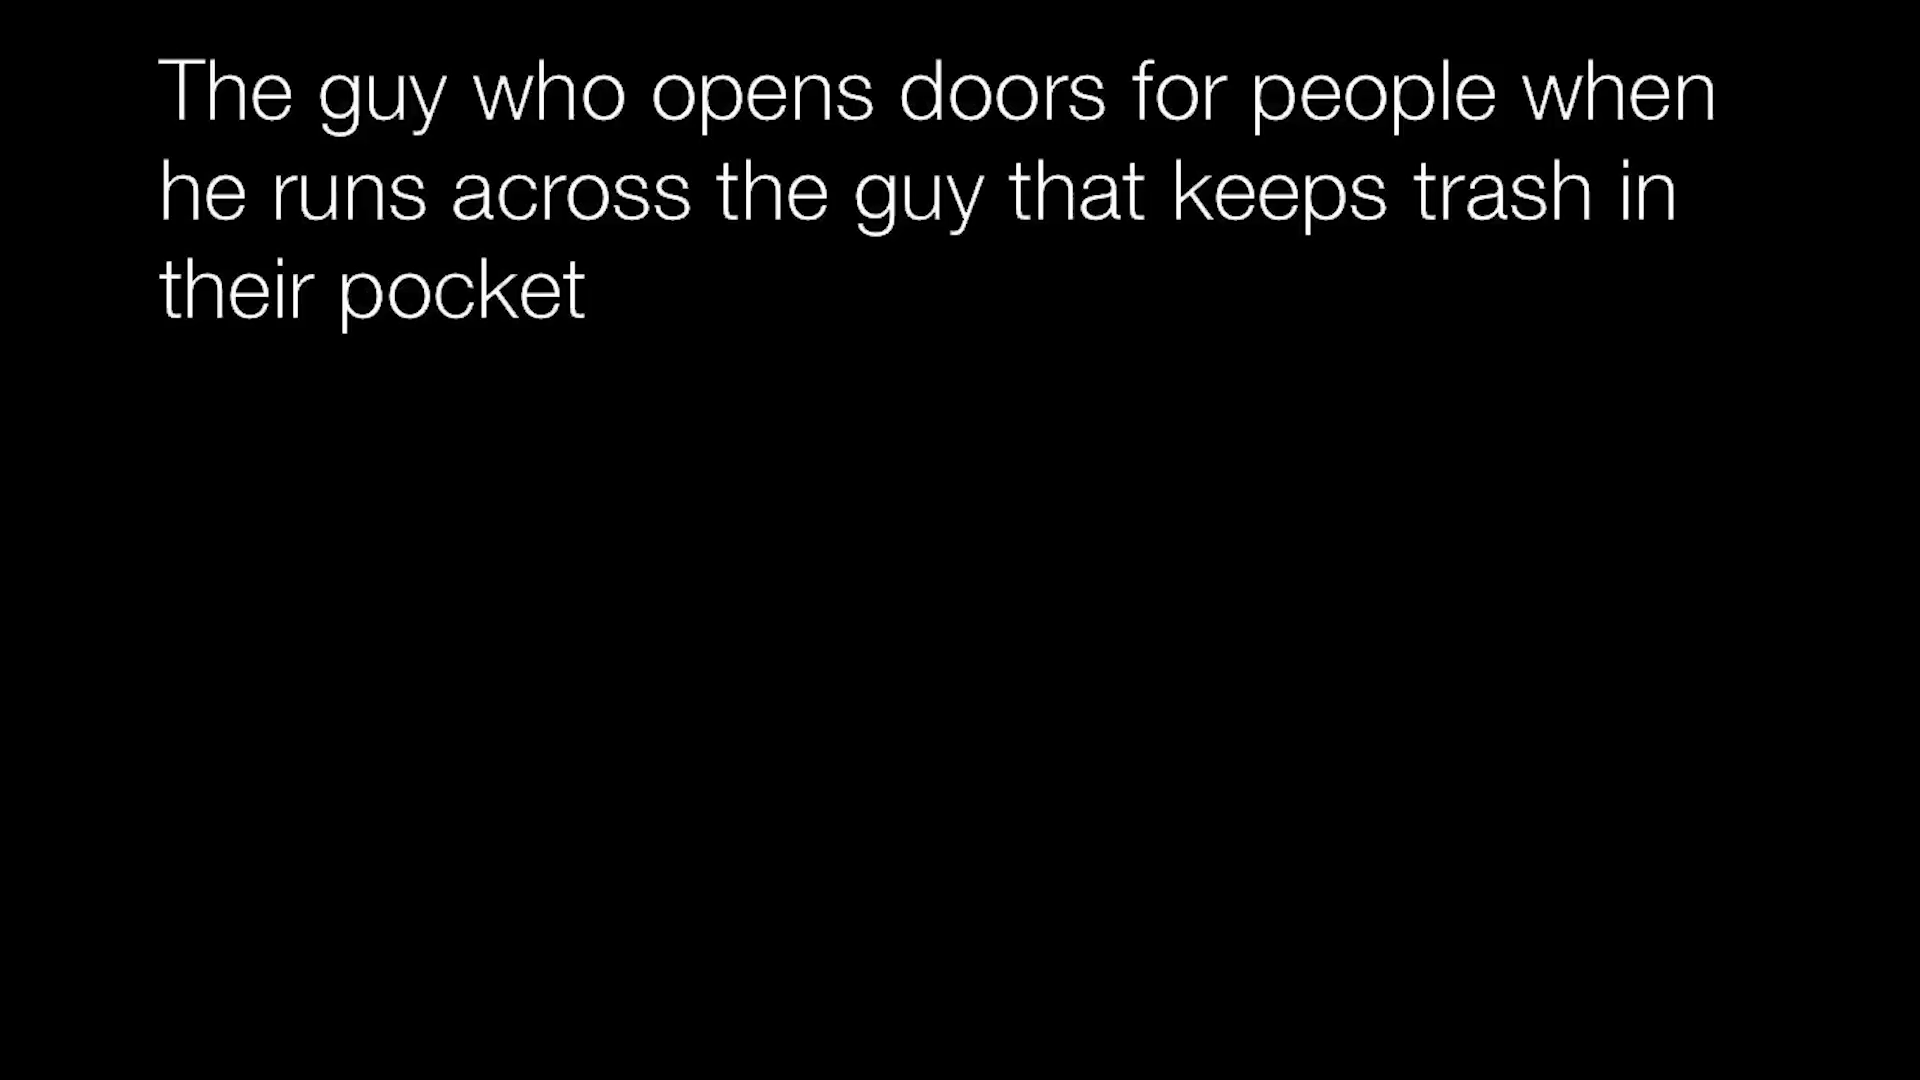 The guy who opens doors for people when
he runs across the guy that keeps trash in
their pocket